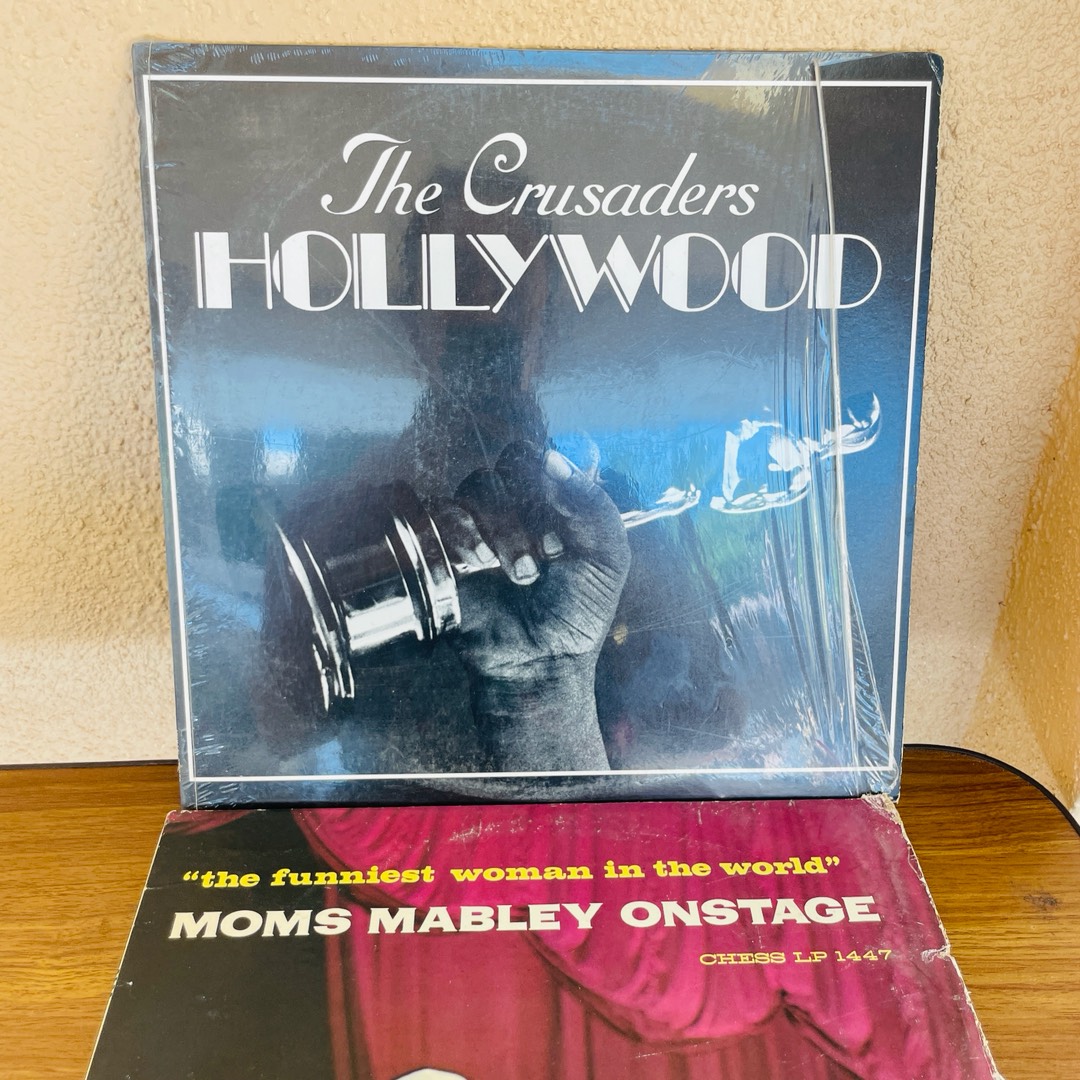 The Crusaders
HOLLYWOOD
“the funniest woman in the world”
MOMS MABLEY ONSTAGE
CHESS LP 1447